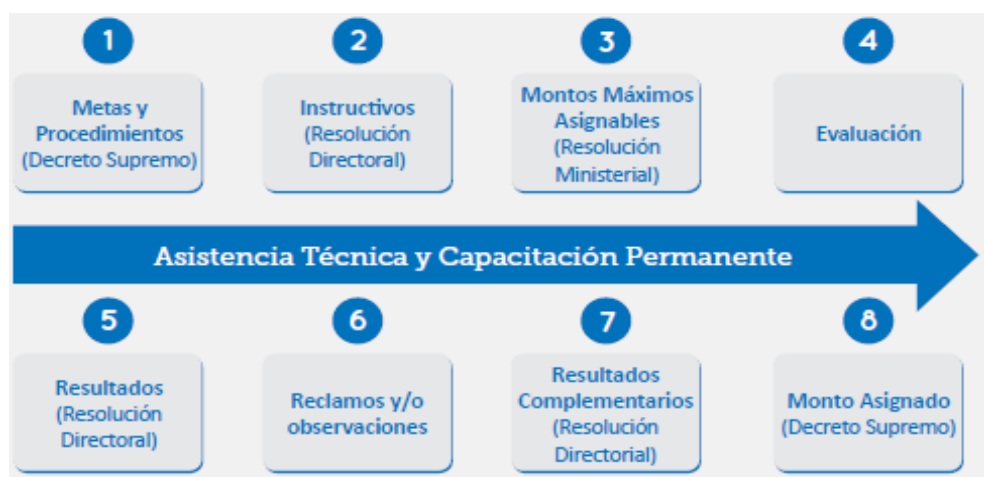 1
Metas y
Procedimientos
(Decreto Supremo)
2
Instructivos
(Resolución
Directoral)
3
Montos Máximos
Asignables
(Resolución
Ministerial)
4
Evaluación
Asistencia Técnica y Capacitación Permanente
5
Resultados
(Resolución
Directoral)
6
Reclamos y/o
observaciones
7
Resultados
Complementarios
(Resolución
Directorial)
8
Monto Asignado
(Decreto Supremo)